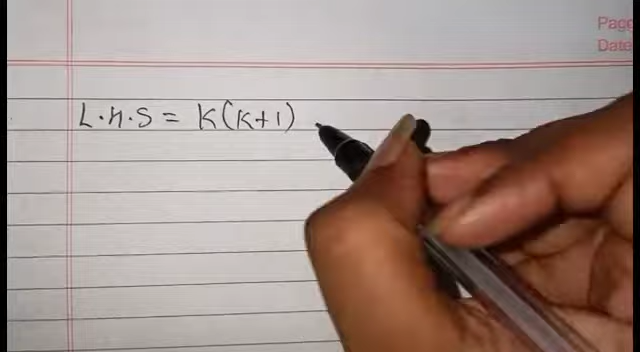 Page
Date
L.H.S = K(K+1)